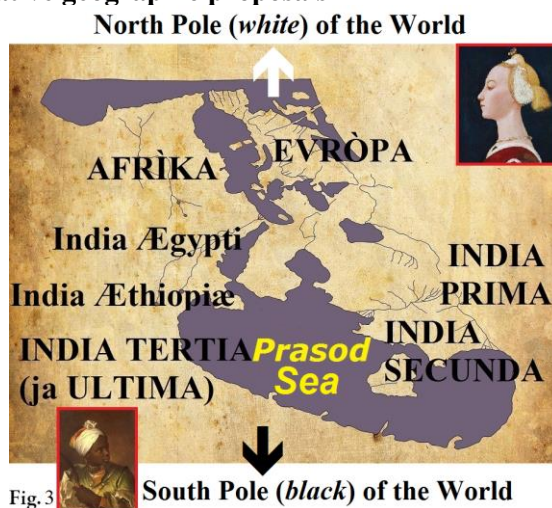 North Pole (white) of the World
EVRÒPA
AFRÌKA
India Ægypti
INDIA
PRIMA
India Æthiopiæ
INDIA
SECUNDA
INDIA TERTIA
(ja ULTIMA)
Prasod
Sea
Fig. 3
South Pole (black) of the World